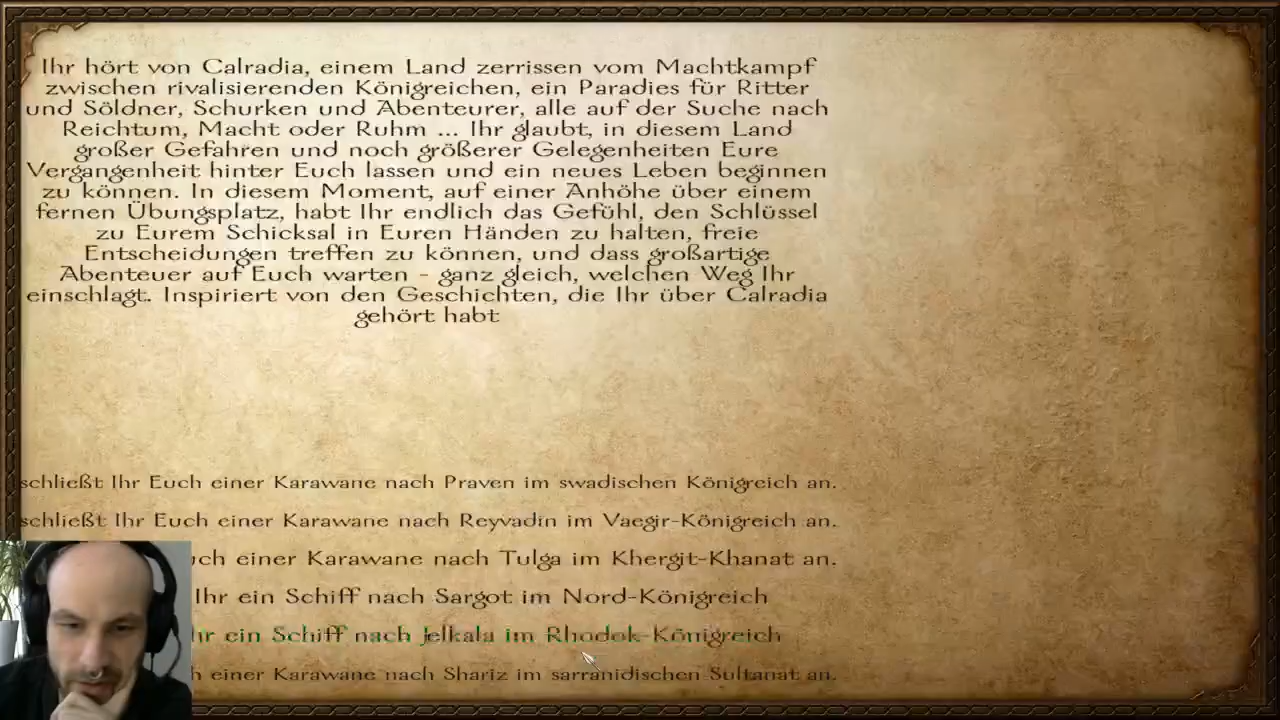 Ihr hört von Calradia, einem Land zerrissen vom Machtkampf
zwischen rivalisierenden Königreichen, ein Paradies für Ritter
und Söldner, Schurken und Abenteurer, alle auf der Suche nach
Reichtum, Macht oder Ruhm ... Ihr glaubt, in diesem Land
großer Gefahren und noch größerer Gelegenheiten Eure
Vergangenheit hinter Euch lassen und ein neues Leben beginnen
zu können. In diesem Moment, auf einer Anhöhe über einem
fernen Übungsplatz, habt Ihr endlich das Gefühl, den Schlüssel
zu Eurem Schicksal in Euren Händen zu halten, freie
Entscheidungen treffen zu können, und dass großartige
Abenteuer auf Euch warten - ganz gleich, welchen Weg Ihr
einschlagt. Inspiriert von den Geschichten, die Ihr über Calradia
gehört habt
schließt Ihr Euch einer Karawane nach Praven im swadischen Königreich an.
schließt Ihr Euch einer Karawane nach Reyvadin im Vaegir-Königreich an.
einer Karawane nach Tulga im Khergit-Khanat an.
Ihr ein Schiff nach Sargot im Nord-Königreich
ein Schiff nach Jelkala im Rhodok-Königreich
einer Karawane nach Shariz im sarranidischen Sultanat an.